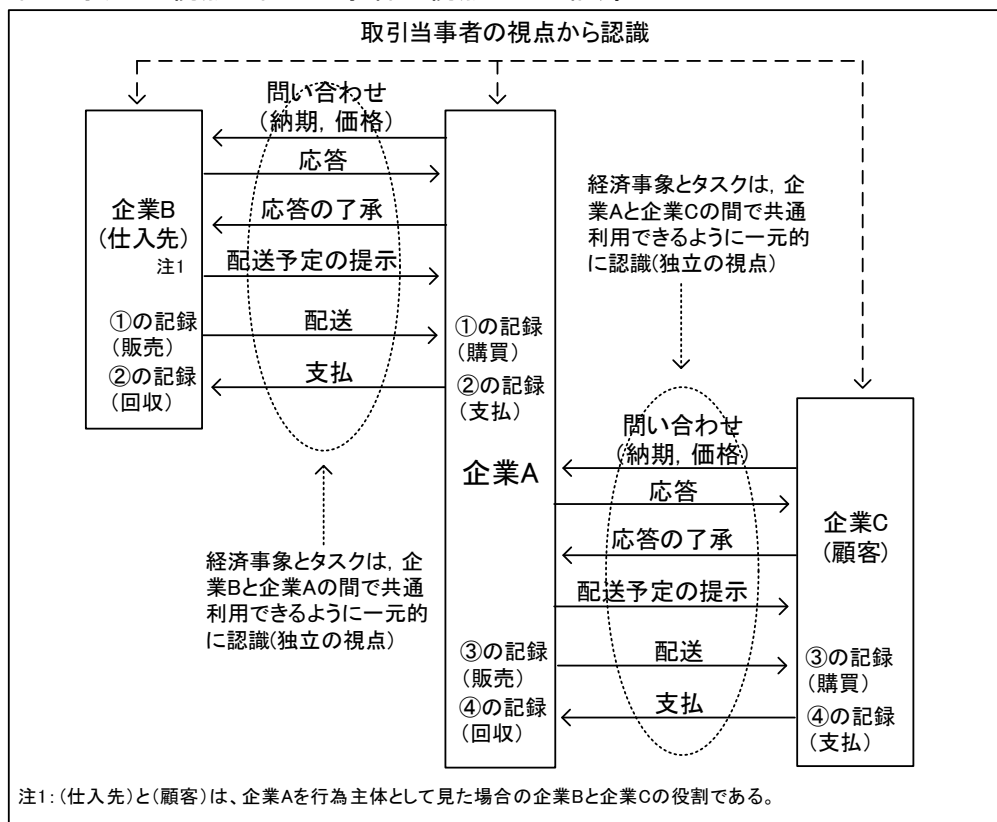 取引当事者の視点から認識
問い合わせ
(納期, 価格)
応答
応答の了承
配送予定の提示
配送
支払
企業B
(仕入先)
注1
①の記録
(販売)
②の記録
(回収)
①の記録
(購買)
②の記録
(支払)
企業A
③の記録
(販売)
④の記録
(回収)
経済事象とタスクは, 企
業Aと企業Cの間で共通
利用できるように一元的
に認識(独立の視点)
経済事象とタスクは, 企
業Bと企業Aの間で共通
利用できるように一元的
に認識(独立の視点)
問い合わせ
(納期, 価格)
応答
応答の了承
配送予定の提示
配送
支払
企業C
(顧客)
③の記録
(購買)
④の記録
(支払)
注1:(仕入先)と(顧客)は、企業Aを行為主体として見た場合の企業Bと企業Cの役割である。